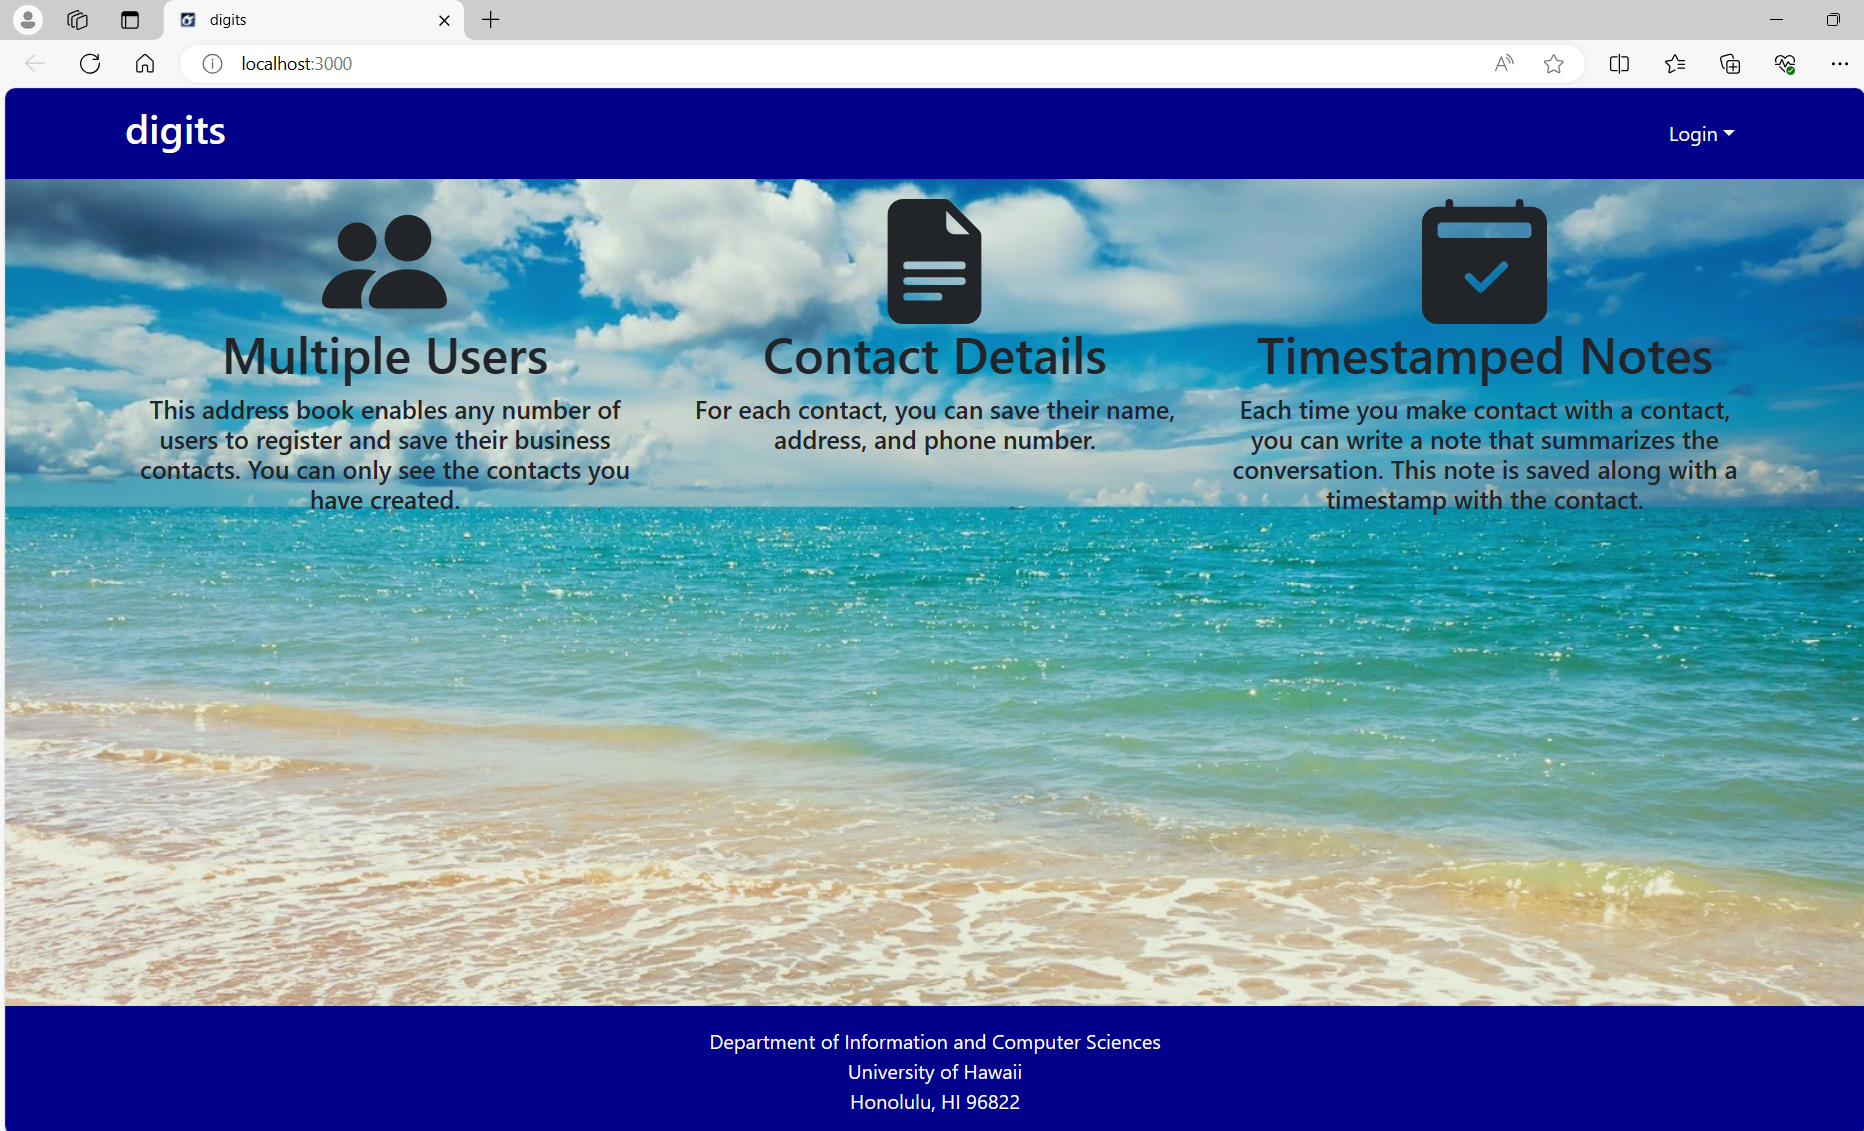 digits
localhost:3000
digits
Login
Multiple Users
Contact Details
Timestamped Notes
This address book enables any number of
users to register and save their business
contacts. You can only see the contacts you
have created.
For each contact, you can save their name,
address, and phone number.
Each time you make contact with a contact,
you can write a note that summarizes the
conversation. This note is saved along with a
timestamp with the contact.
Department of Information and Computer Sciences
University of Hawaii
Honolulu, HI 96822